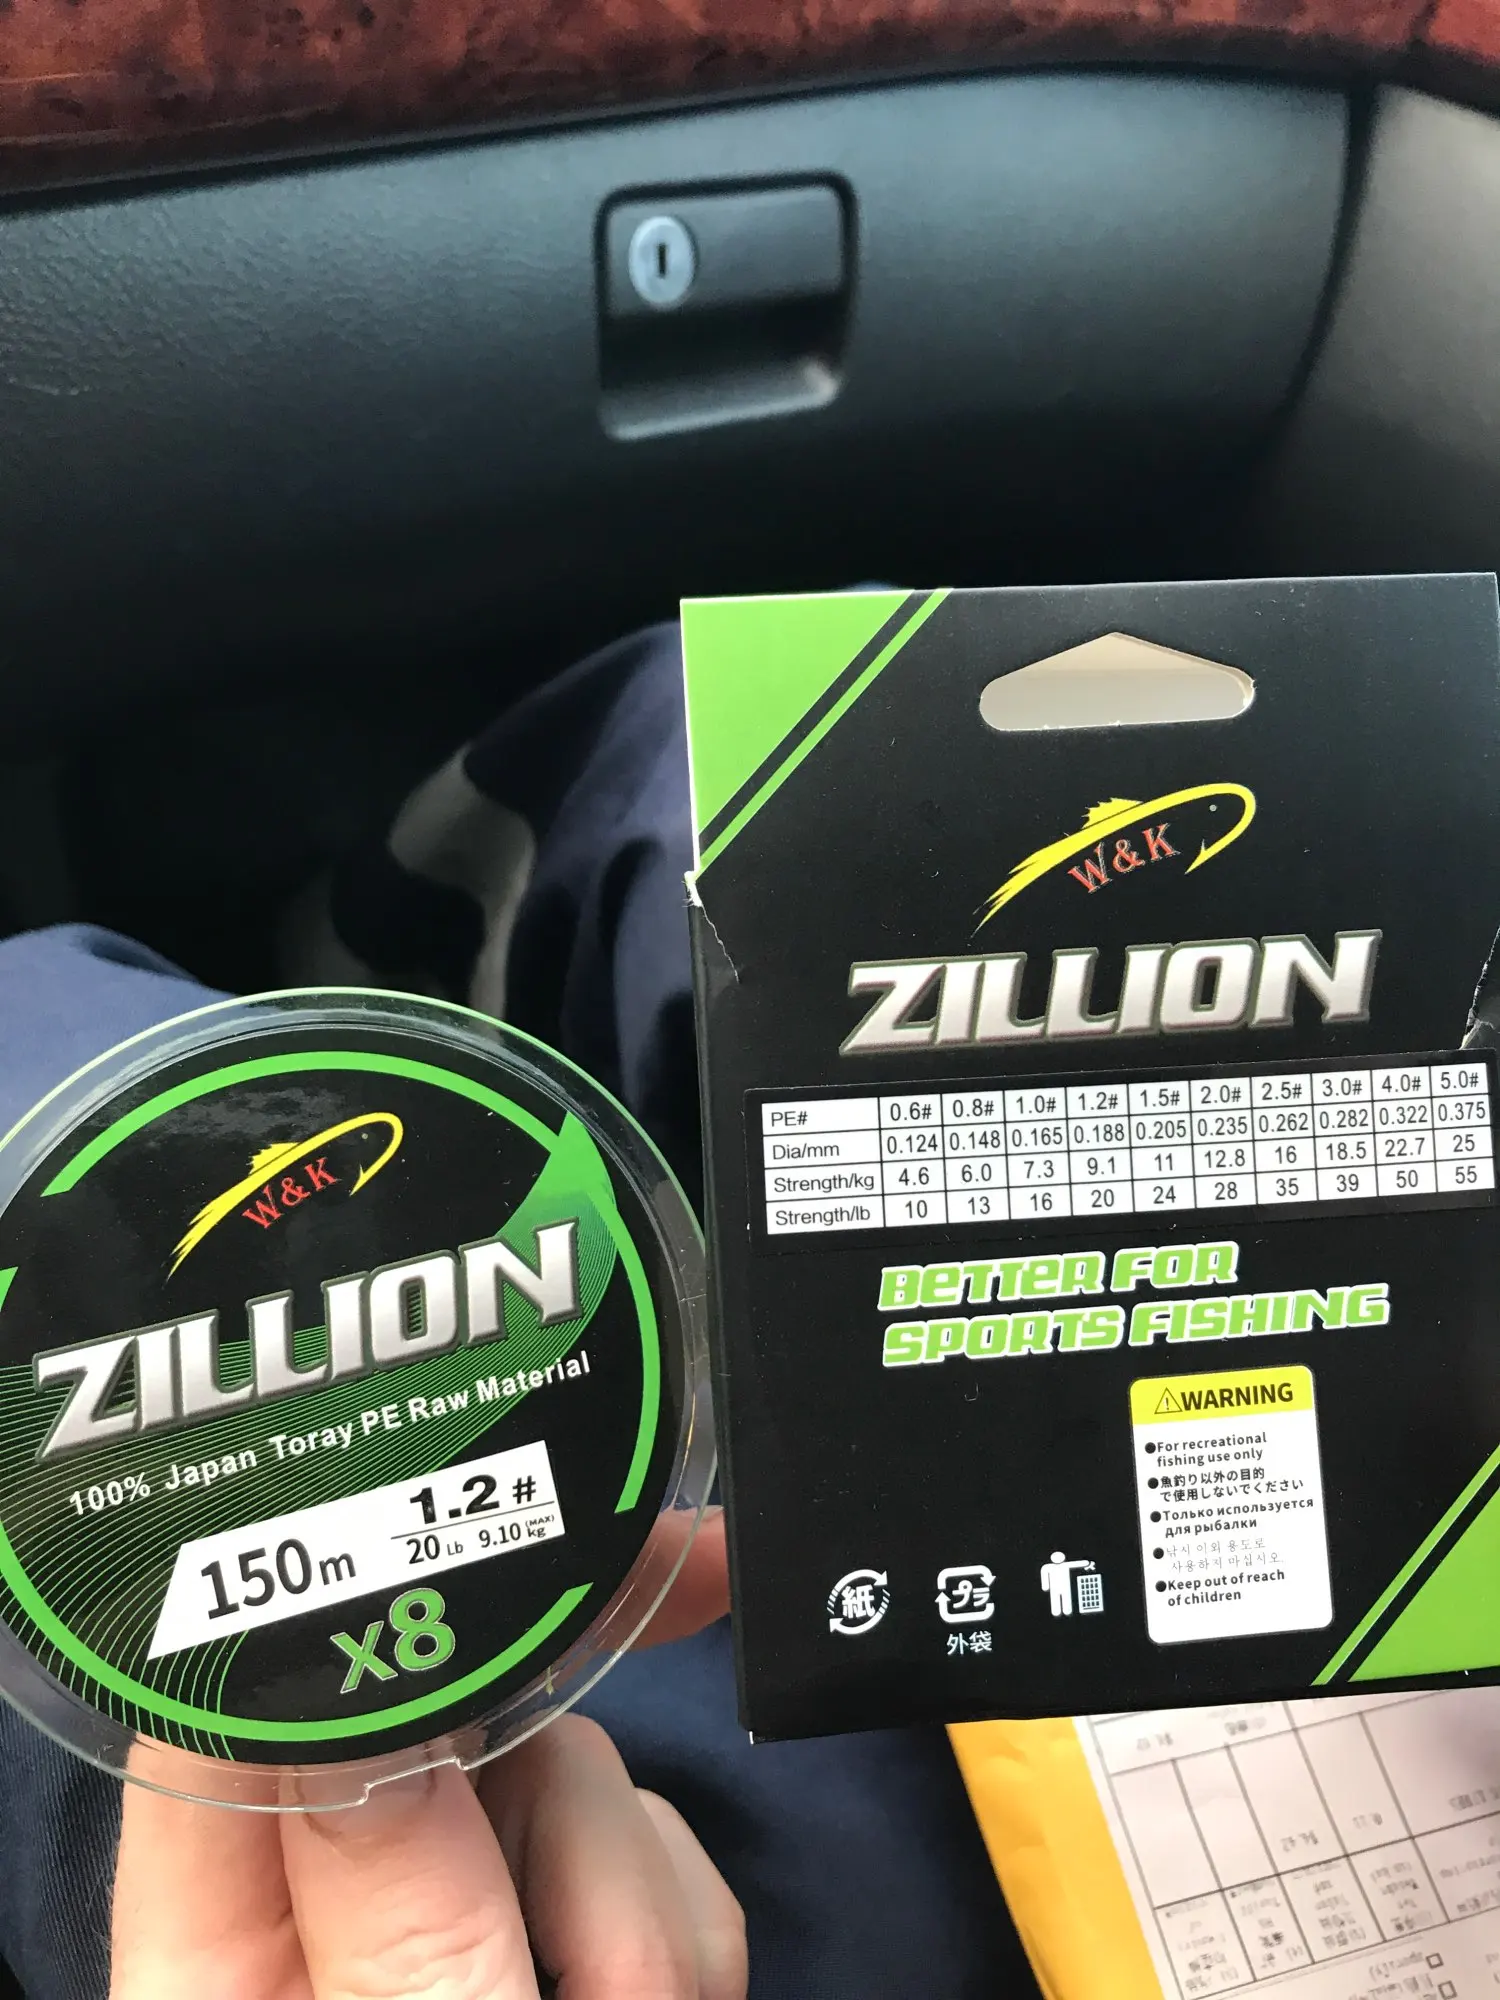 W&K
ZILLION
100% Japan Toray PE Raw Material
150m 1.2#
20Lb 9.10kg (MAX)
X8
W&K
ZILLION
PE# 0.6# 0.8# 1.0# 1.2# 1.5# 2.0# 2.5# 3.0# 4.0# 5.0#
Dia/mm 0.124 0.148 0.165 0.188 0.205 0.235 0.262 0.282 0.322 0.375
Strength/kg 4.6 6.0 7.3 9.1 11 12.8 16 18.5 22.7 25
Strength/lb 10 13 16 20 24 28 35 39 50 55
BETTER FOR
SPORTS FISHING
⚠WARNING
●For recreational
fishing use only
●魚釣り以外の目的
で使用しないでください
●Только используется
для рыбалки
●낚시 이외 용도로
사용하지 마십시오.
●Keep out of reach
of children
紙
プラ
外袋